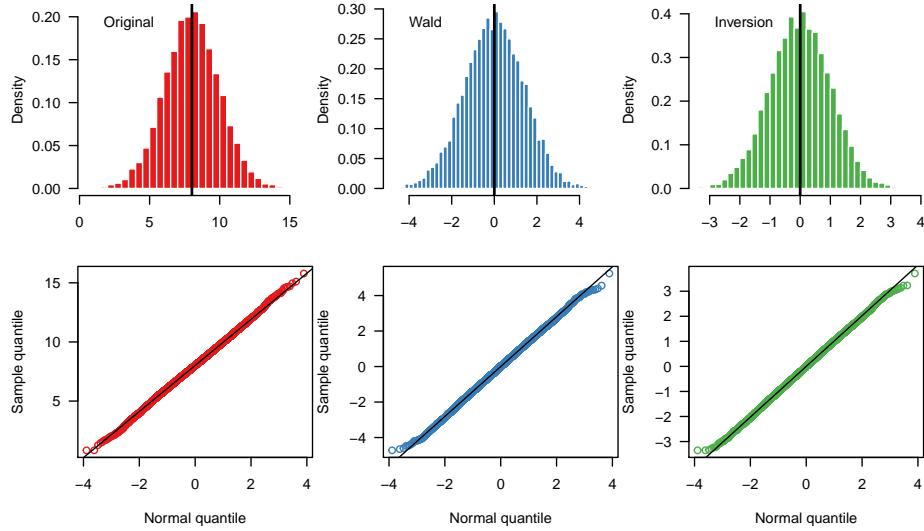 Original
Density
0.20
0.15
0.10
0.05
0.00
0 5 10 15
Wald
Density
0.30
0.25
0.20
0.15
0.10
0.05
0.00
−4 −2 0 2 4
Inversion
Density
0.4
0.3
0.2
0.1
0.0
−3 −2 −1 0 1 2 3 4
Sample quantile
15
10
5
−4 −2 0 2 4
Normal quantile
Sample quantile
4
2
0
−2
−4
−4 −2 0 2 4
Normal quantile
Sample quantile
3
2
1
0
−1
−2
−3
−4 −2 0 2 4
Normal quantile